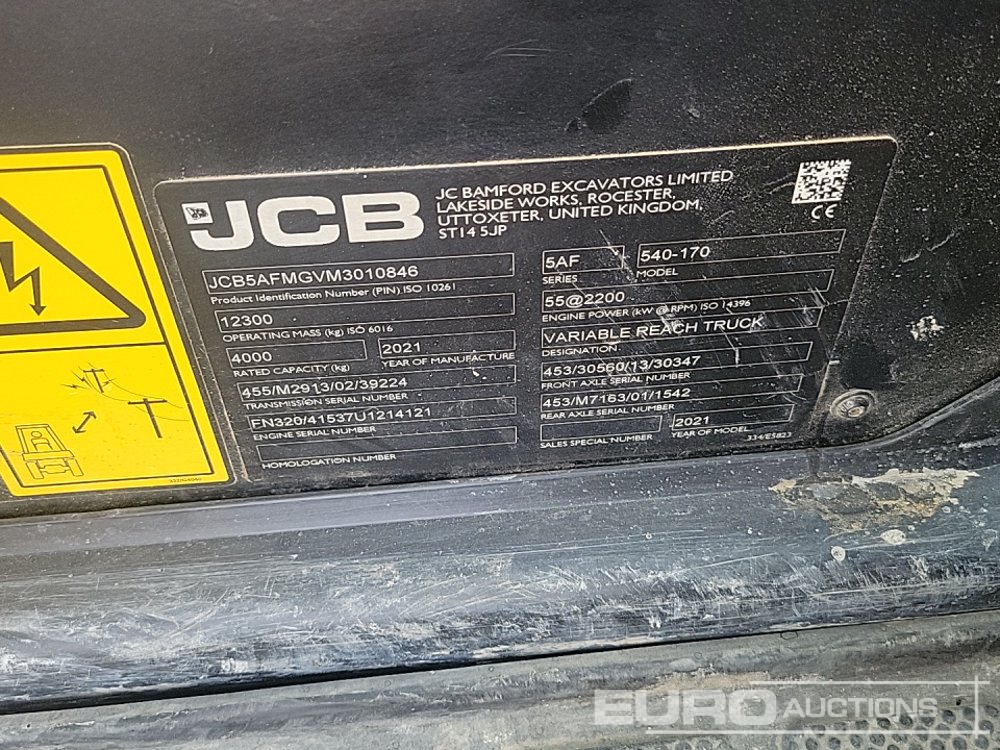 JCB
JC BAMFORD EXCAVATORS LIMITED
LAKESIDE WORKS, ROCESTER,
UTTOXETER, UNITED KINGDOM,
ST14 5JP
CE
JCB5AFMGVM3010846
Product Identification Number (PIN) ISO 10261
12300
OPERATING MASS (kg) ISO 6016
4000
RATED CAPACITY (kg)
2021
YEAR OF MANUFACTURE
455/M2913/02/39224
TRANSMISSION SERIAL NUMBER
FN320/41537U1214121
ENGINE SERIAL NUMBER
HOMOLOGATION NUMBER
5AF
SERIES
540-170
MODEL
55@2200
ENGINE POWER (kW @ RPM) ISO 14396
VARIABLE REACH TRUCK
DESIGNATION
453/30560/13/30347
FRONT AXLE SERIAL NUMBER
453/M7163/01/1542
REAR AXLE SERIAL NUMBER
SALES SPECIAL NUMBER
2021
YEAR OF MODEL
334/E5823
EURO AUCTIONS